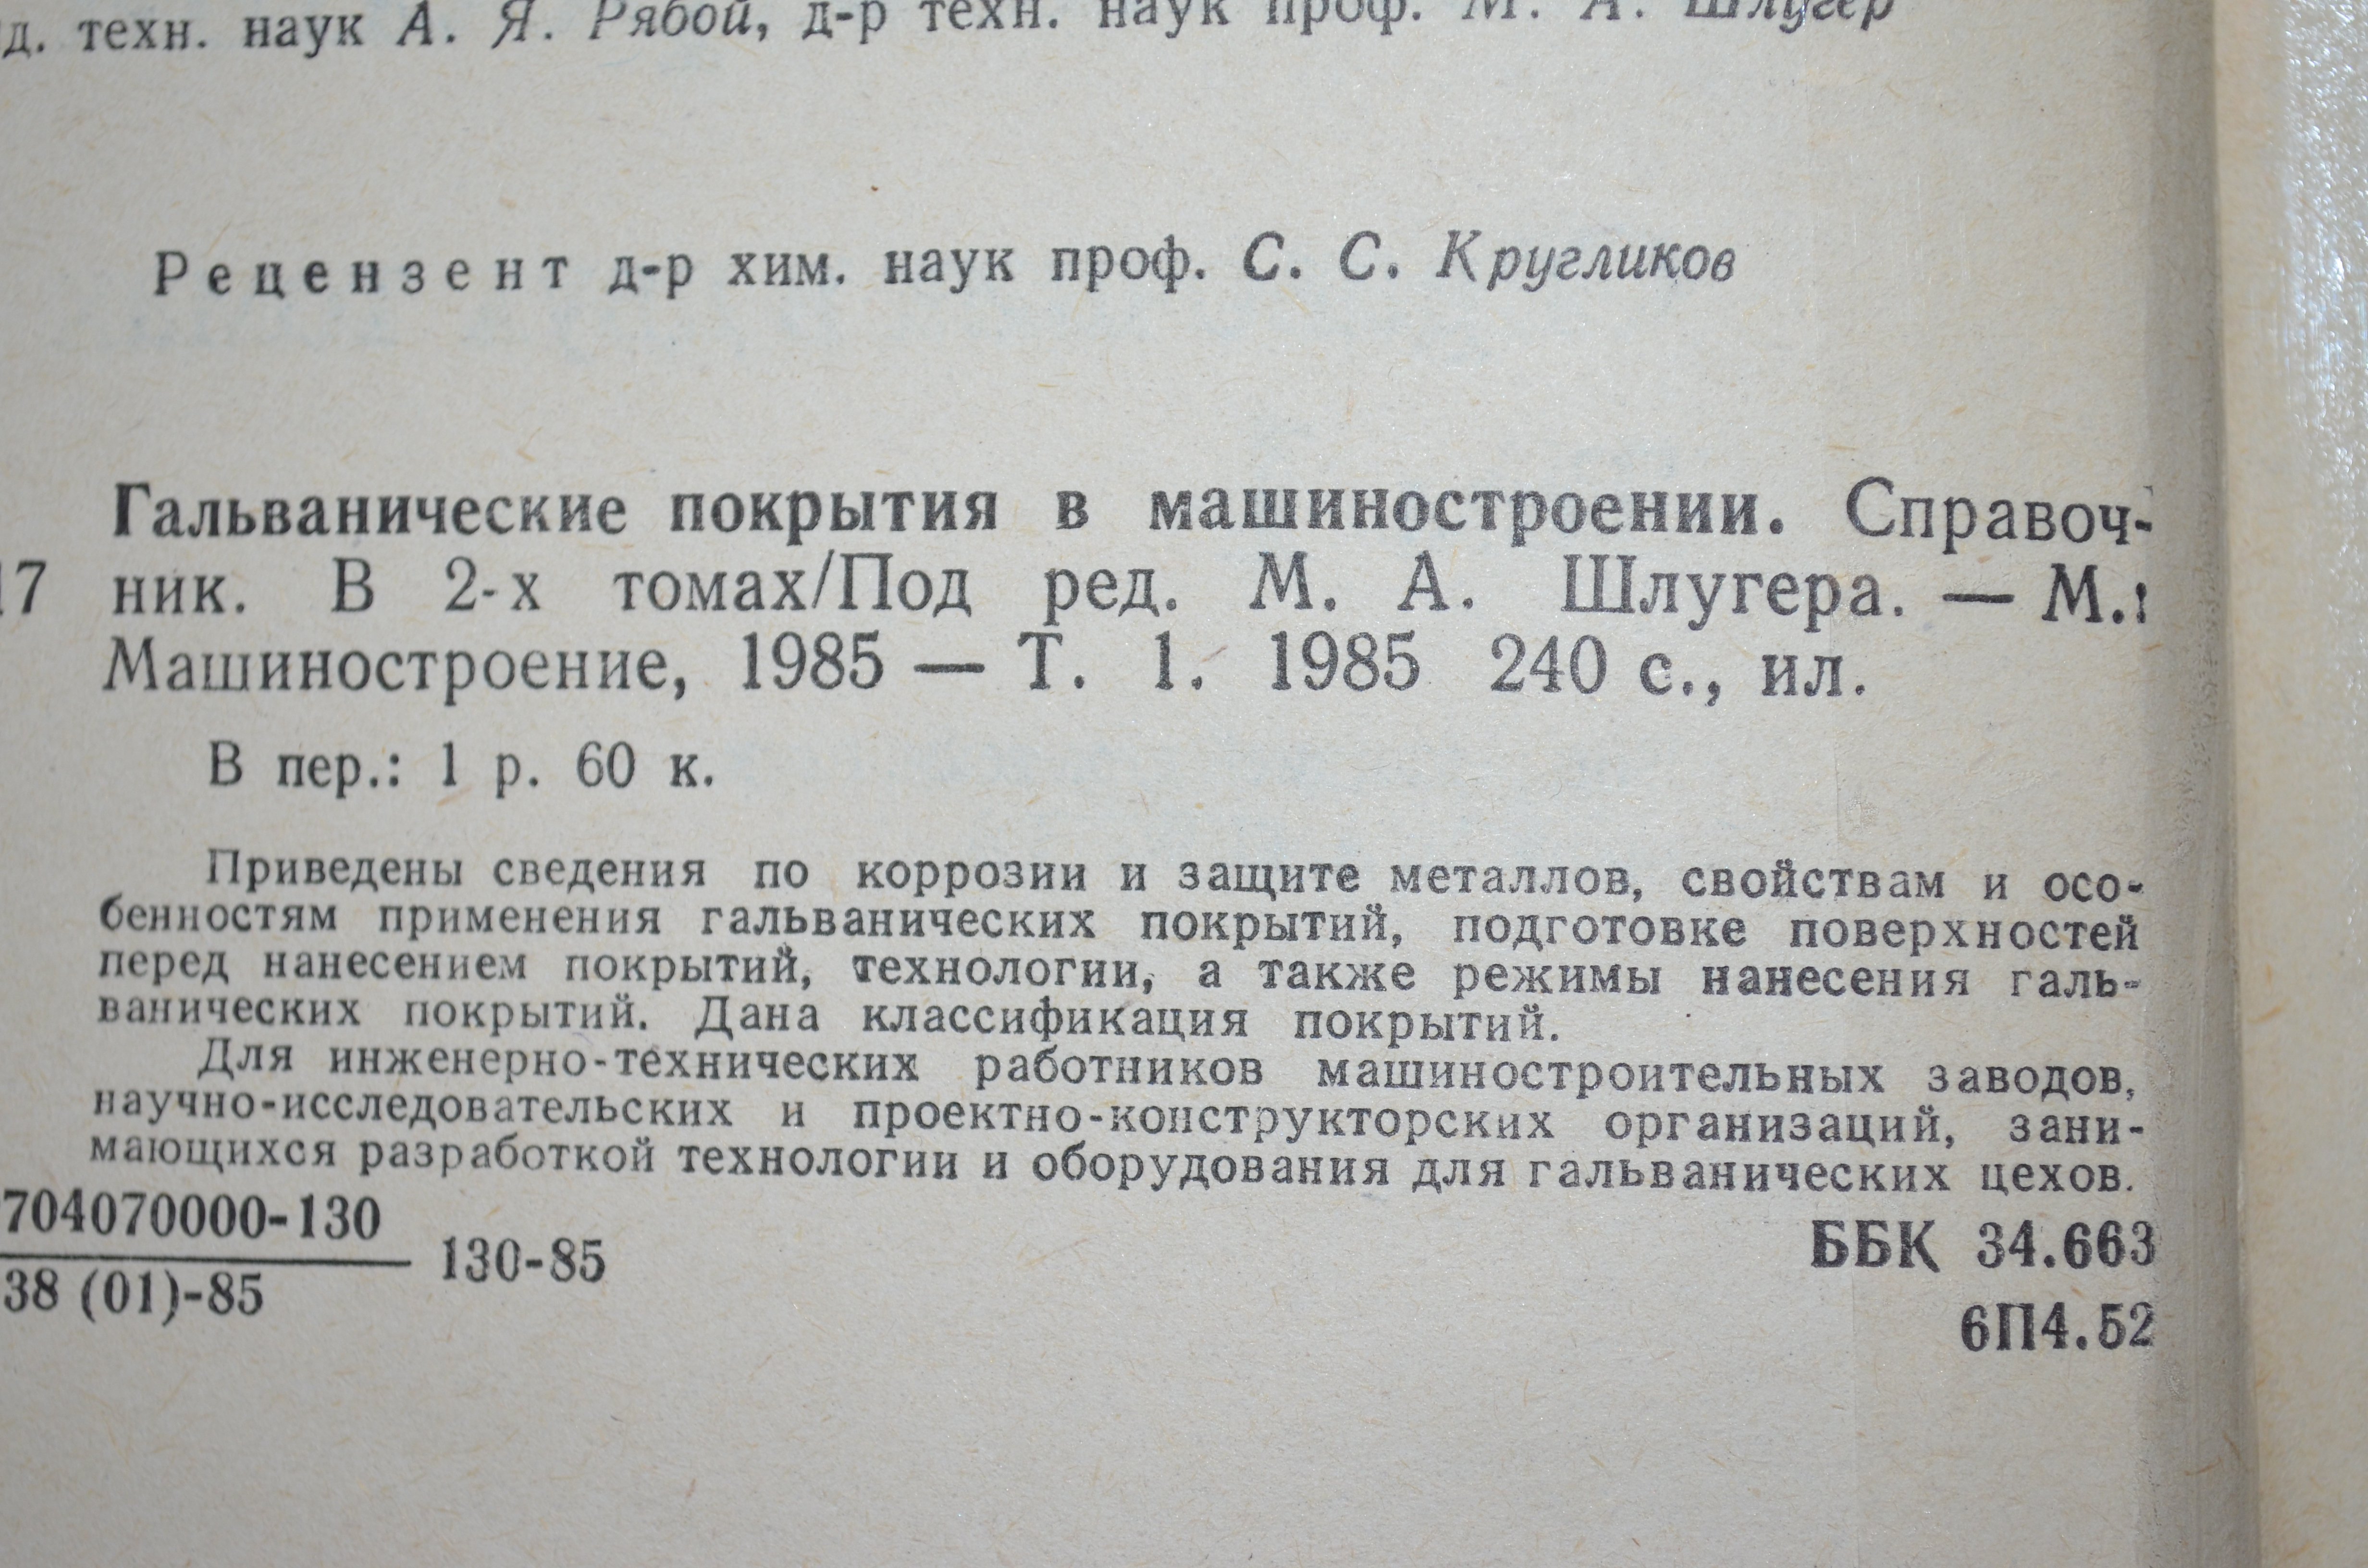 д. техн. наук А. Я. Рябой, д-р техн. наук проф. М. А. Шлугер
Рецензент д-р хим. наук проф. С. С. Кругликов
Гальванические покрытия в машиностроении. Справоч-
17 ник. В 2-х томах/Под ред. М. А. Шлугера. — М.:
Машиностроение, 1985 — Т. 1. 1985 240 с., ил.
В пер.: 1 р. 60 к.
Приведены сведения по коррозии и защите металлов, свойствам и осо-
бенностям применения гальванических покрытий, подготовке поверхностей
перед нанесением покрытий, технологии, а также режимы нанесения галь-
ванических покрытий. Дана классификация покрытий.
Для инженерно-технических работников машиностроительных заводов,
научно-исследовательских и проектно-конструкторских организаций, зани-
мающихся разработкой технологии и оборудования для гальванических цехов.
704070000-130
38 (01)-85
130-85
ББК 34.663
6П4.52